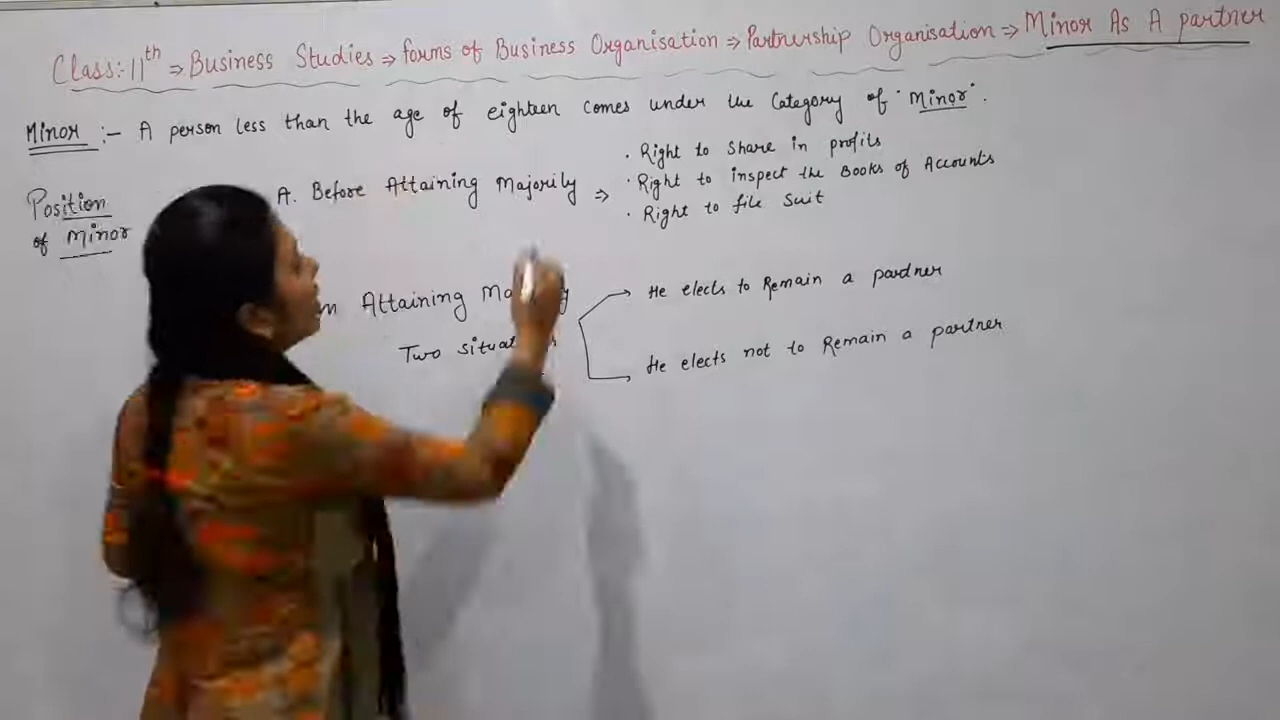 Class:-11th ⇒ Business Studies ⇒ forms of Business Organisation ⇒ Partnership Organisation ⇒ Minor As A partner
Minor :- A person less than the age of eighteen comes under the Category of "Minor".
Position of Minor
A. Before Attaining Majorily ⇒
· Right to Share in profits
· Right to inspect the Books of Accounts
· Right to file Suit
Attaining
Two
He elects to Remain a partner
He elects not to Remain a partner